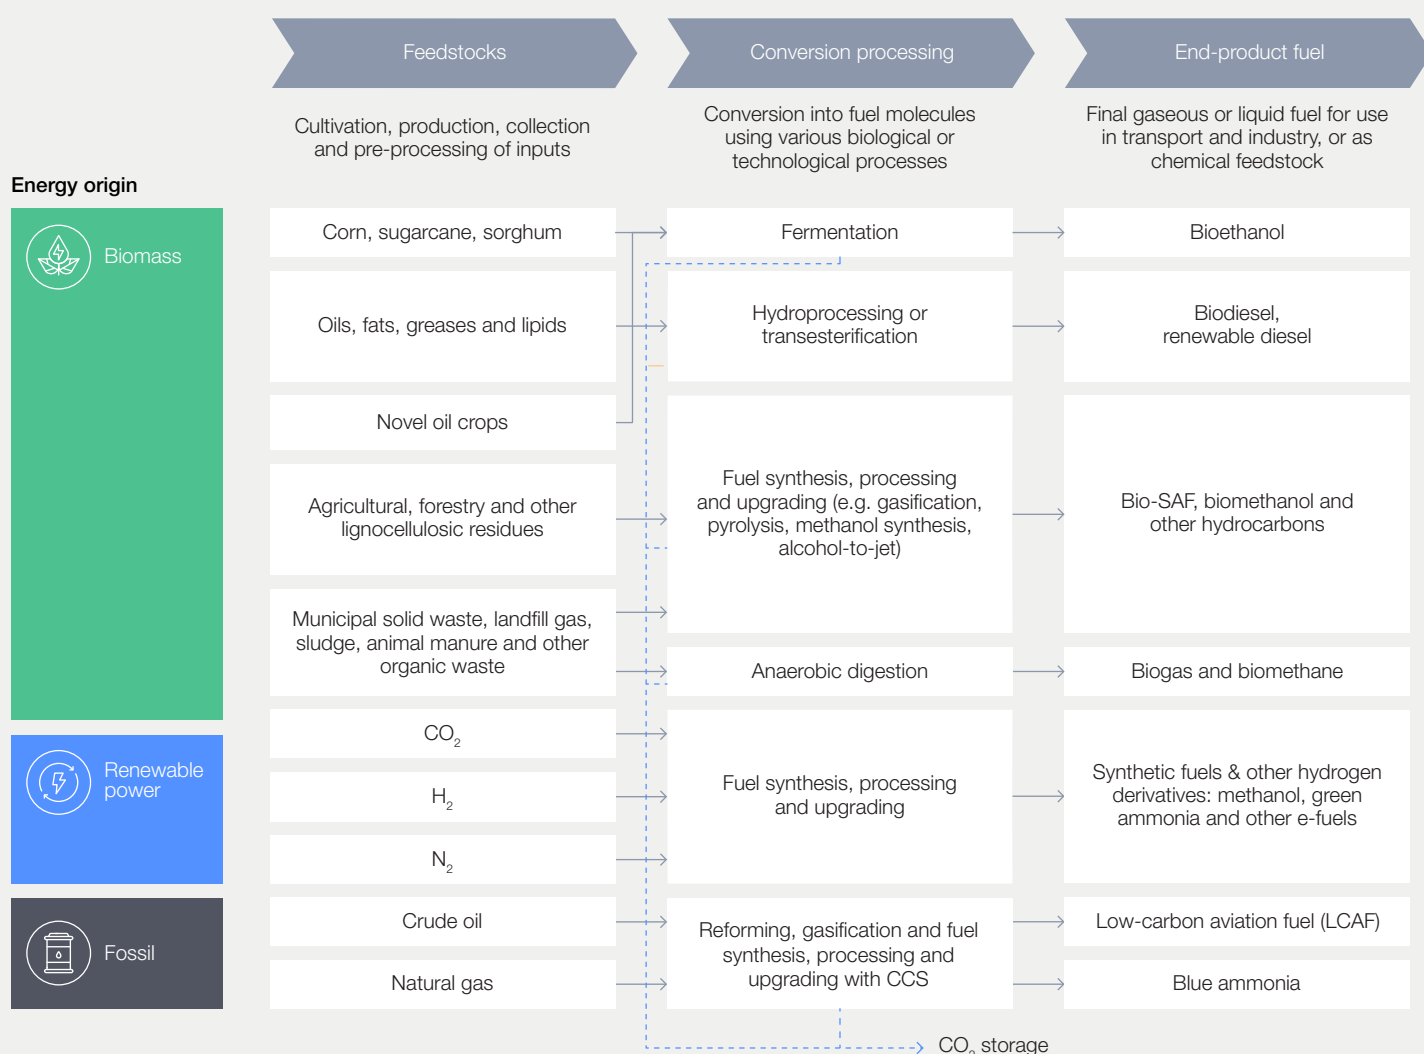 Feedstocks
Conversion processing
End-product fuel
Cultivation, production, collection
and pre-processing of inputs
Conversion into fuel molecules
using various biological or
technological processes
Final gaseous or liquid fuel for use
in transport and industry, or as
chemical feedstock
Energy origin
Biomass
Corn, sugarcane, sorghum
Fermentation
Bioethanol
Oils, fats, greases and lipids
Hydroprocessing or
transesterification
Biodiesel,
renewable diesel
Novel oil crops
Agricultural, forestry and other
lignocellulosic residues
Fuel synthesis, processing
and upgrading (e.g. gasification,
pyrolysis, methanol synthesis,
alcohol-to-jet)
Bio-SAF, biomethanol and
other hydrocarbons
Municipal solid waste, landfill gas,
sludge, animal manure and other
organic waste
Anaerobic digestion
Biogas and biomethane
Renewable
power
CO₂
H₂
N₂
Fuel synthesis, processing
and upgrading
Synthetic fuels & other hydrogen
derivatives: methanol, green
ammonia and other e-fuels
Fossil
Crude oil
Natural gas
Reforming, gasification and fuel
synthesis, processing and
upgrading with CCS
Low-carbon aviation fuel (LCAF)
Blue ammonia
CO₂ storage